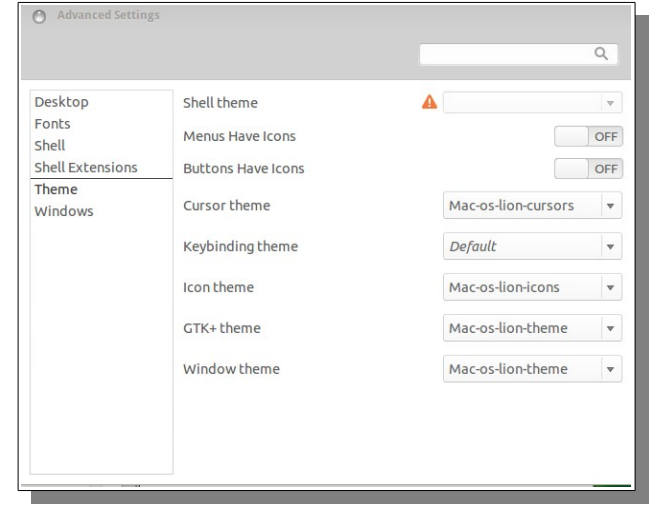 Advanced Settings
Desktop
Fonts
Shell
Shell Extensions
Theme
Windows
Shell theme
Menus Have Icons OFF
Buttons Have Icons OFF
Cursor theme Mac-os-lion-cursors
Keybinding theme Default
Icon theme Mac-os-lion-icons
GTK+ theme Mac-os-lion-theme
Window theme Mac-os-lion-theme